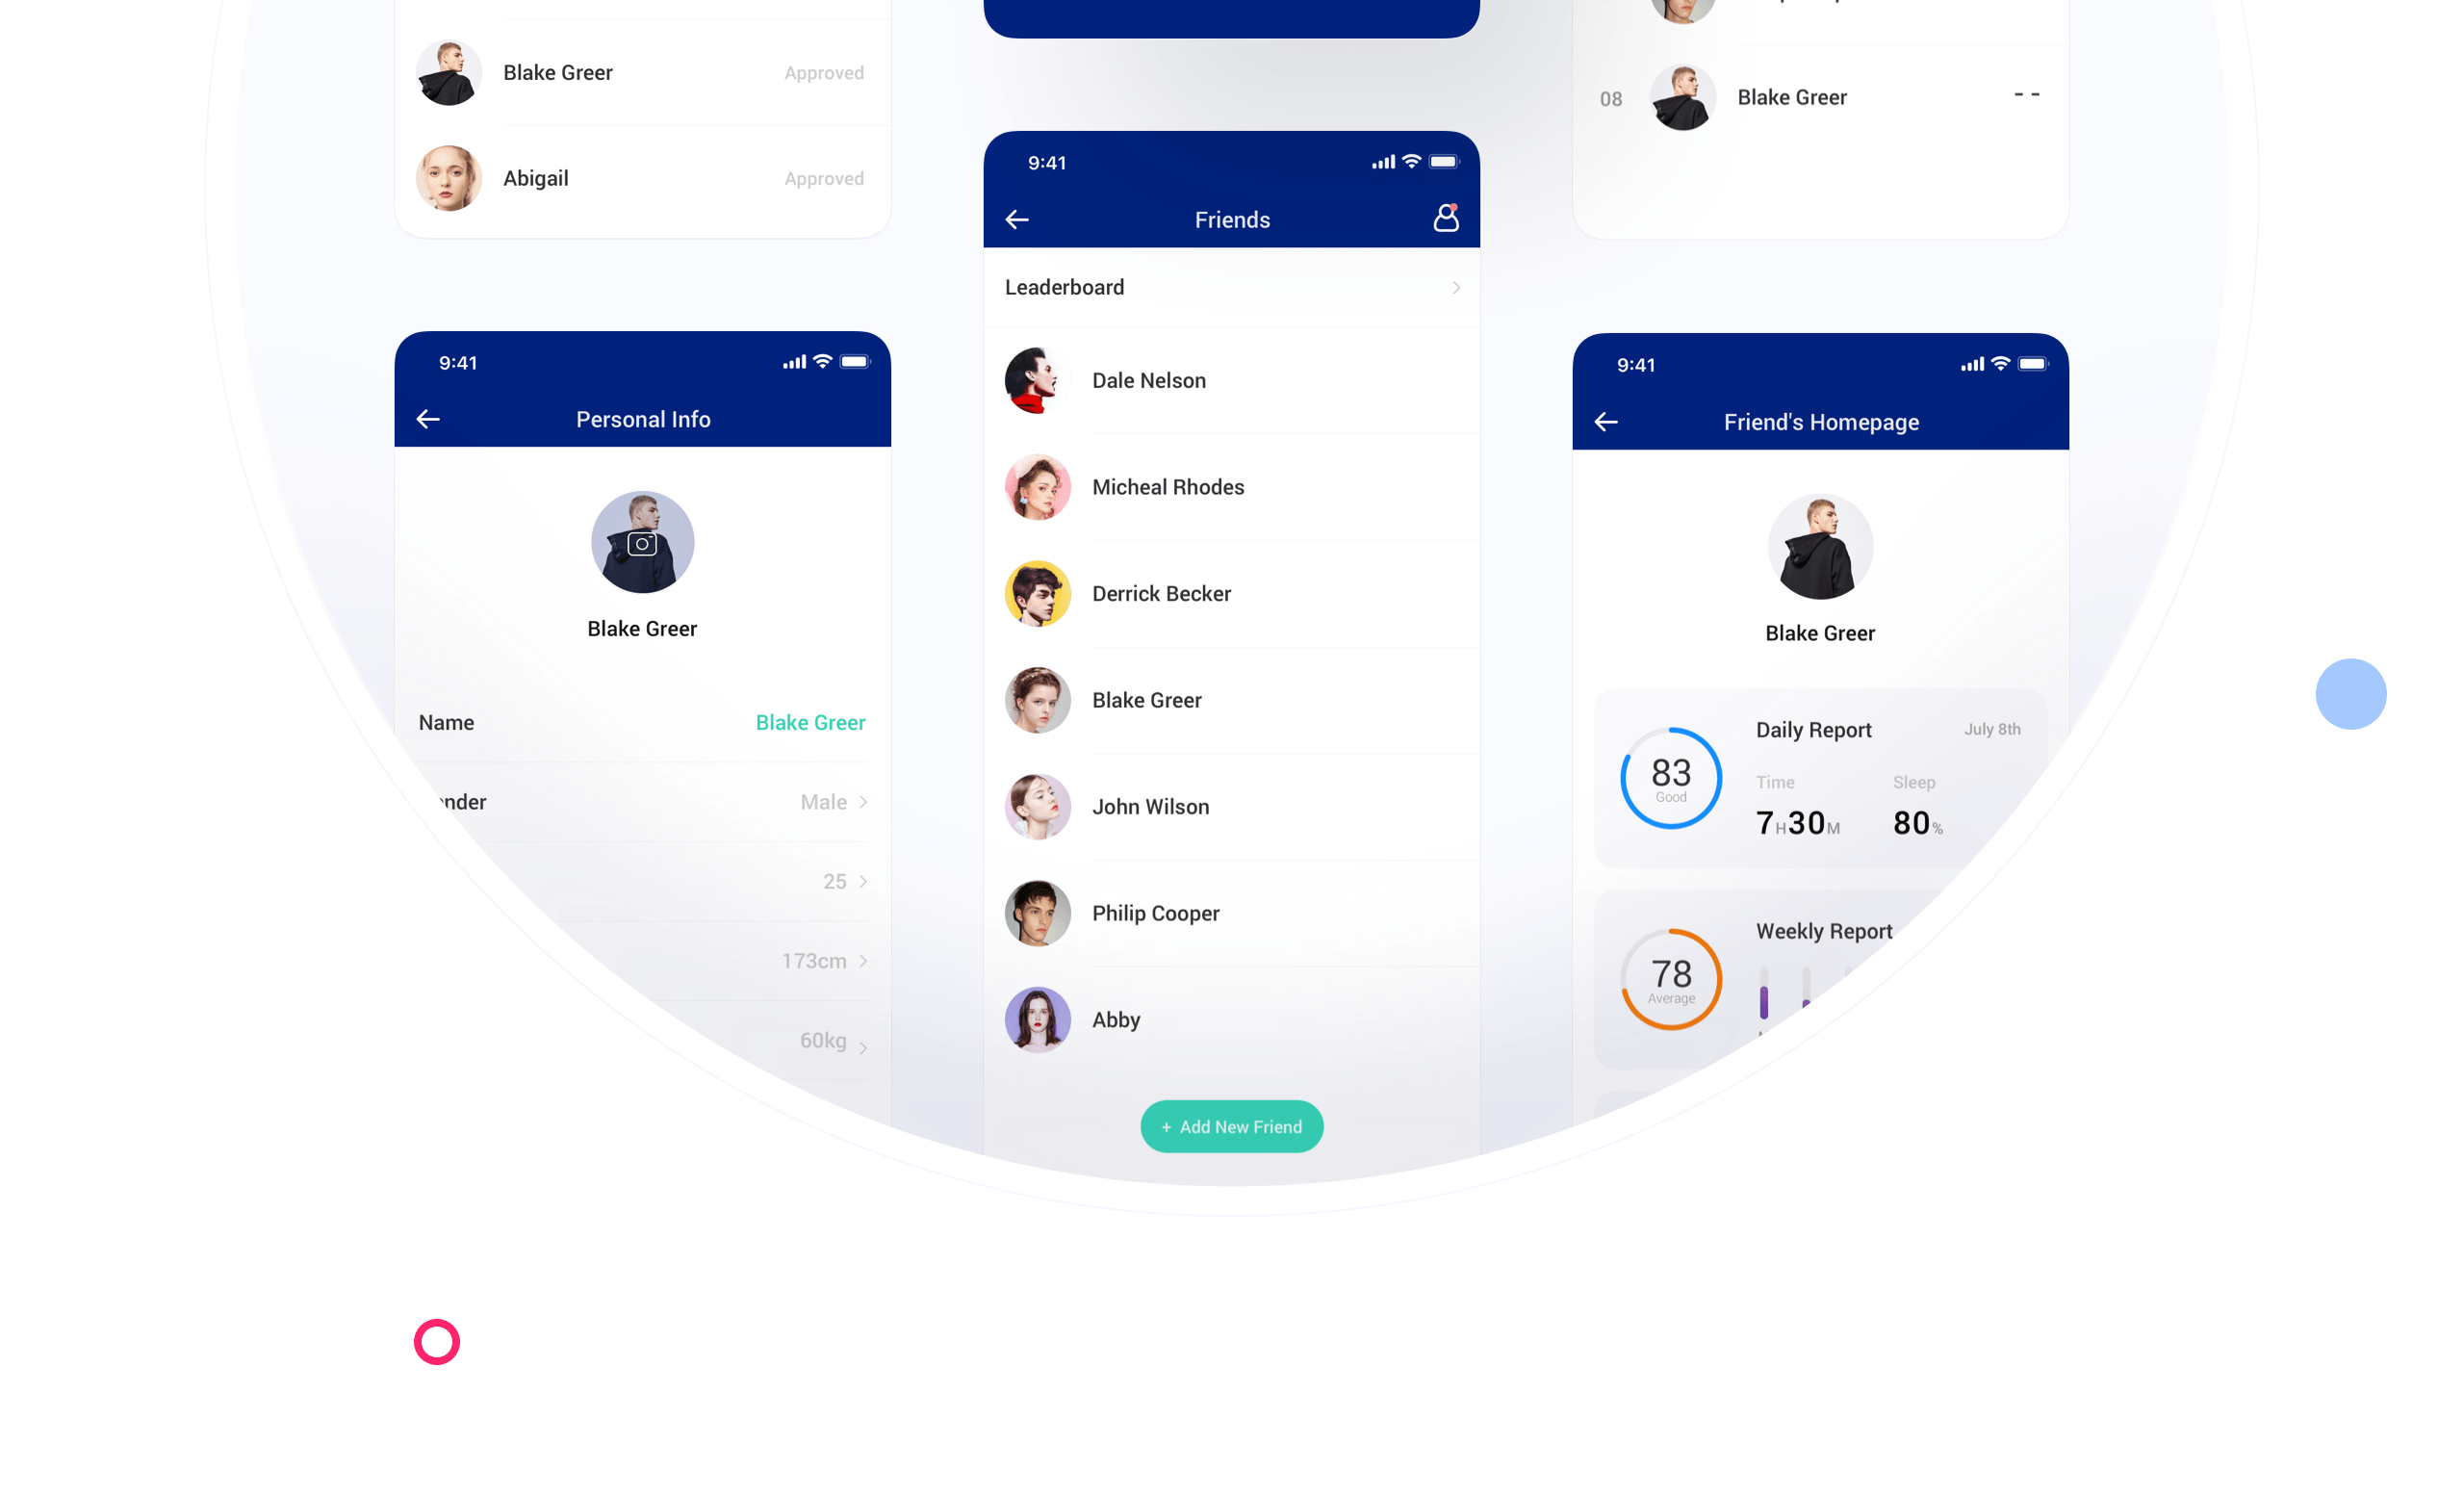 Blake Greer Approved
Abigail Approved
9:41
Personal Info
Blake Greer
Name Blake Greer
nder Male
25
173cm
60kg
9:41
Friends
Leaderboard
Dale Nelson
Micheal Rhodes
Derrick Becker
Blake Greer
John Wilson
Philip Cooper
Abby
+ Add New Friend
08 Blake Greer --
9:41
Friend's Homepage
Blake Greer
83
Good
Daily Report July 8th
Time Sleep
7H30M 80%
78
Average
Weekly Report